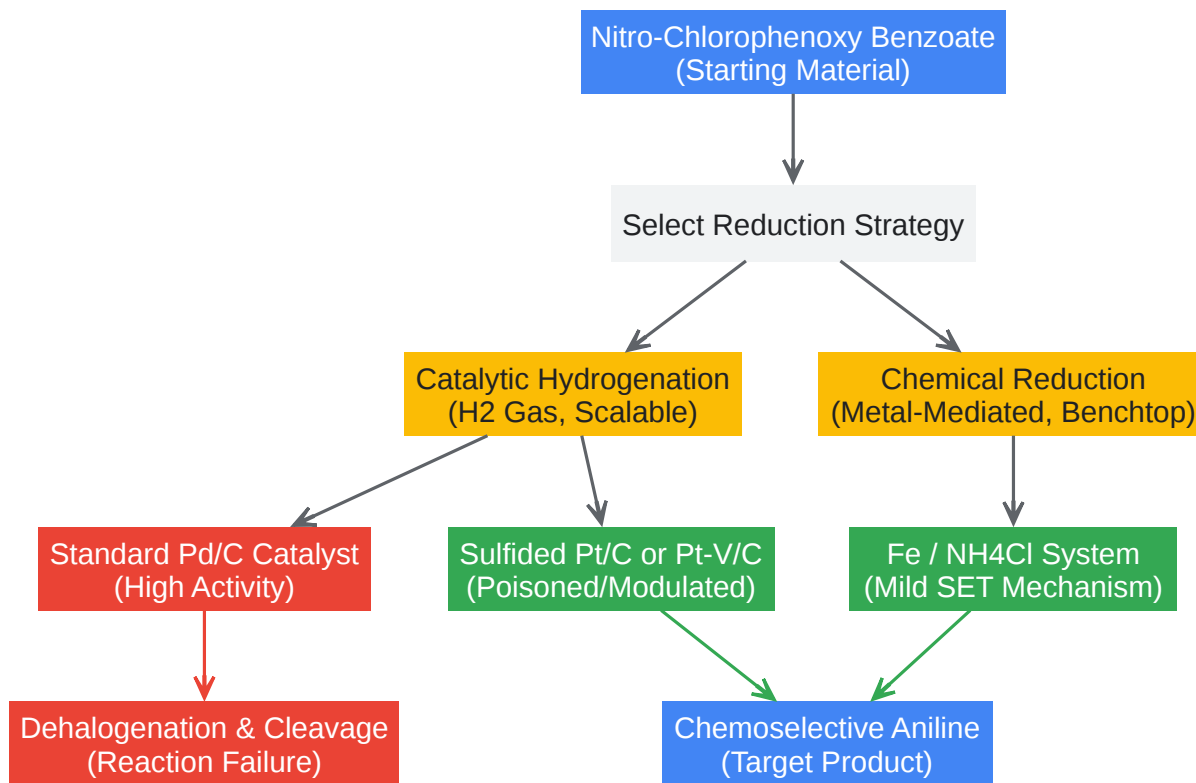 Nitro-Chlorophenoxy Benzoate
(Starting Material)
Select Reduction Strategy
Catalytic Hydrogenation
(H2 Gas, Scalable)
Chemical Reduction
(Metal-Mediated, Benchtop)
Standard Pd/C Catalyst
(High Activity)
Sulfided Pt/C or Pt-V/C
(Poisoned/Modulated)
Fe / NH4Cl System
(Mild SET Mechanism)
Dehalogenation & Cleavage
(Reaction Failure)
Chemoselective Aniline
(Target Product)